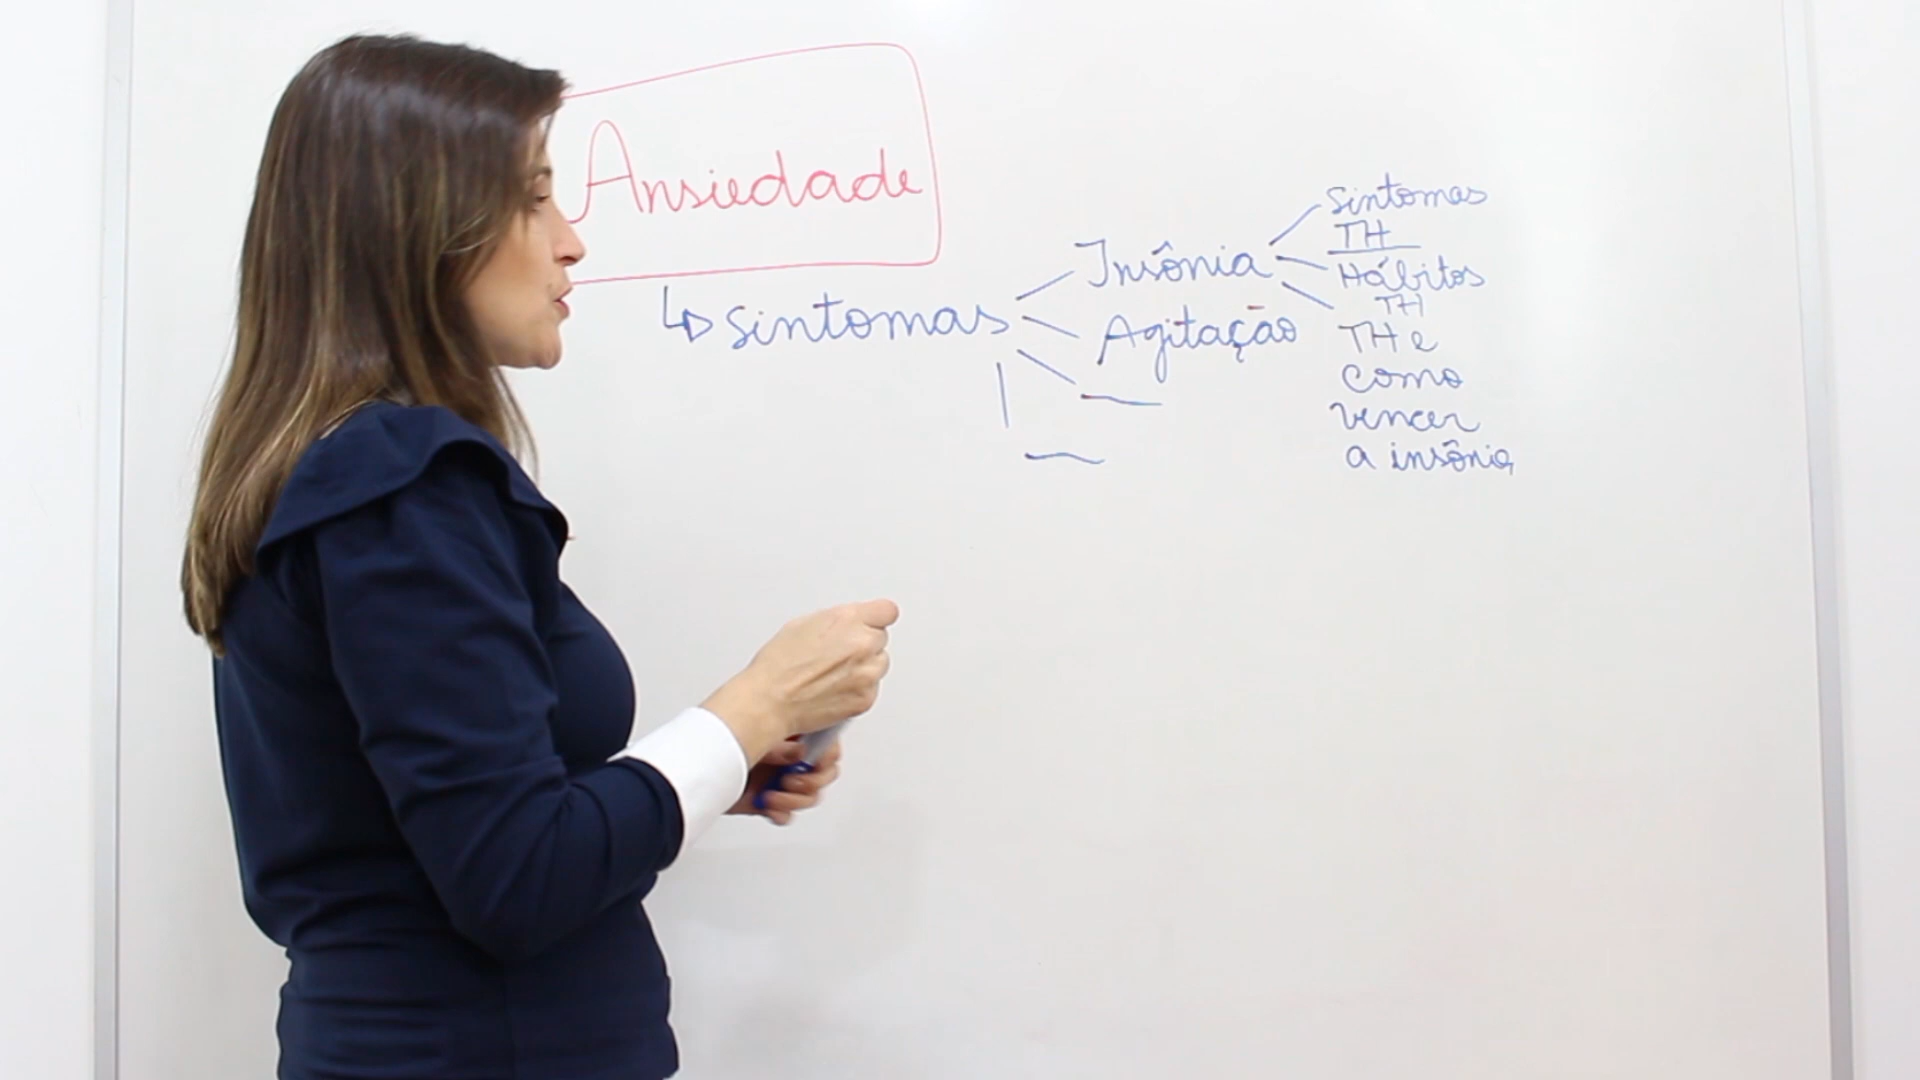 Ansiedade
sintomas
Insônia
Agitação
sintomas
TH
Hábitos
TH
TH e
como
vencer
a insônia